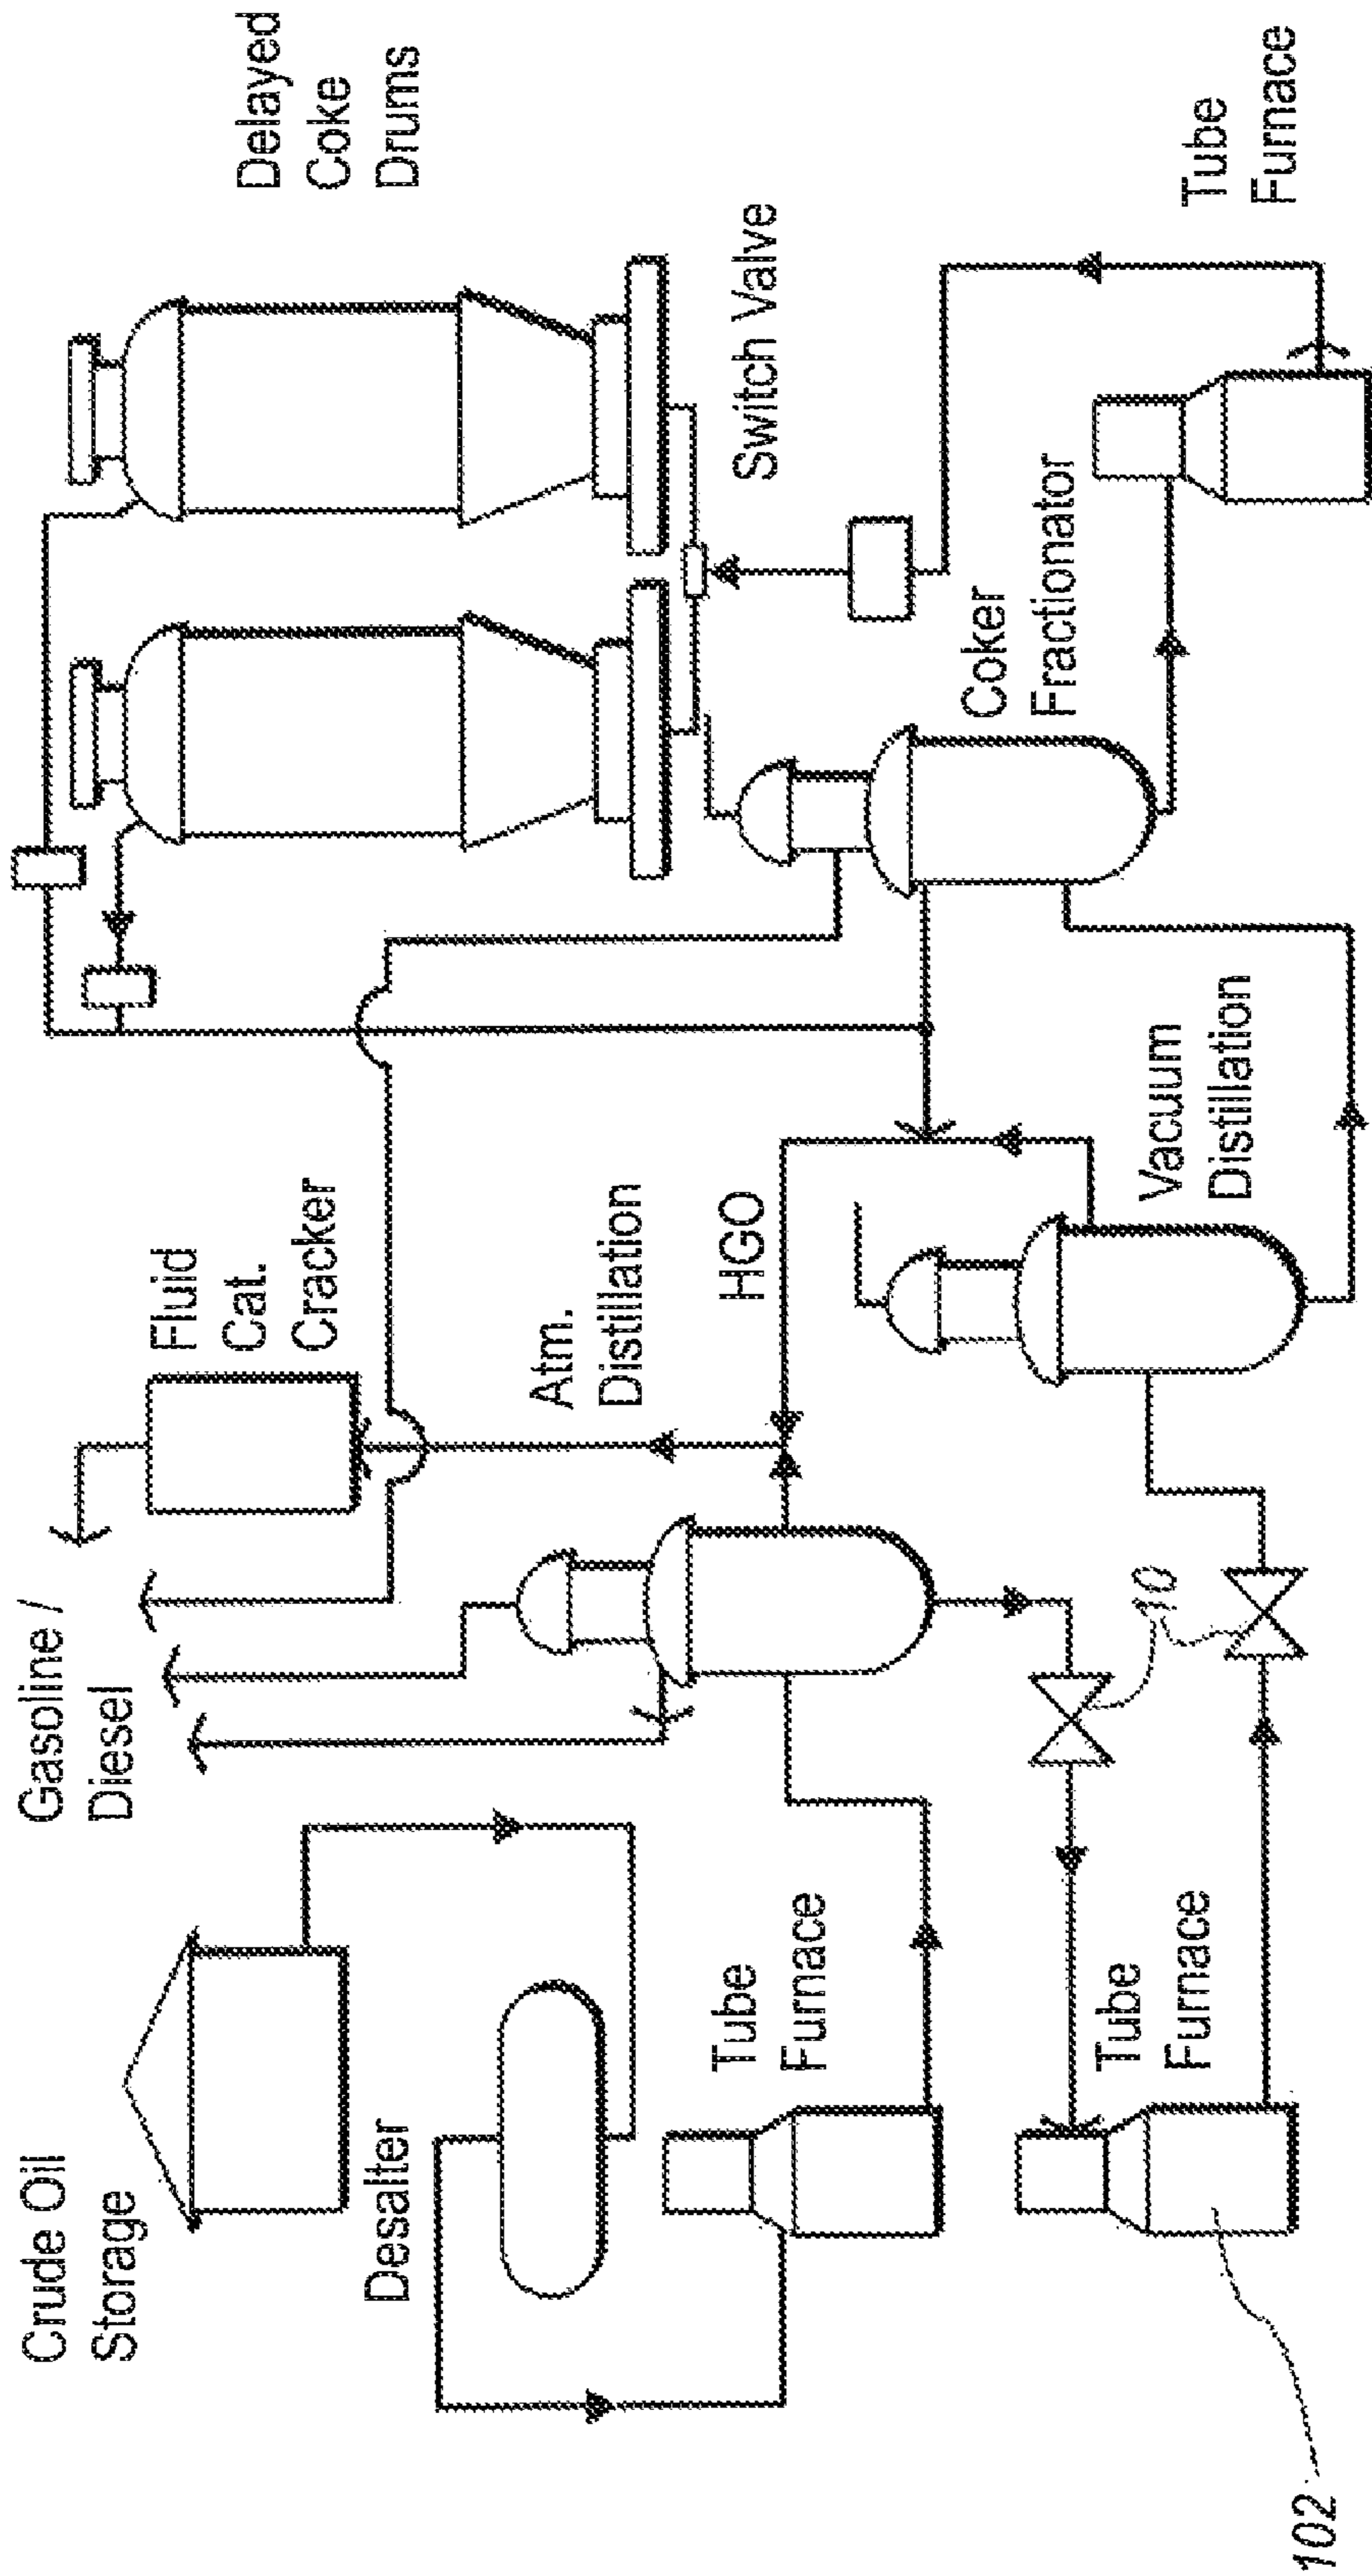 Crude Oil
Storage
Gasoline /
Diesel
Fluid
Cat.
Cracker
Delayed
Coke
Drums
Desalter
Atm.
Distillation
HGO
Switch Valve
Tube
Furnace
Coker
Fractionator
Tube
Furnace
Vacuum
Distillation
Tube
Furnace
10
102